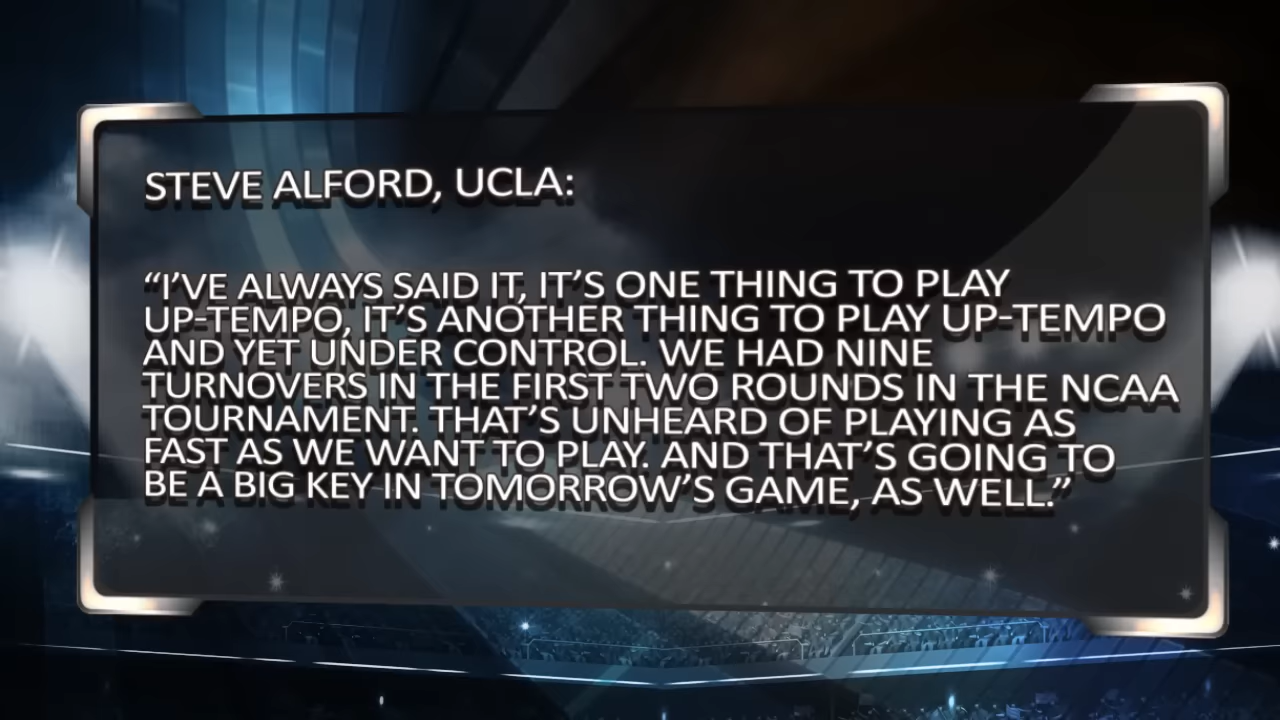 STEVE ALFORD, UCLA:
“I’VE ALWAYS SAID IT, IT’S ONE THING TO PLAY
UP-TEMPO, IT’S ANOTHER THING TO PLAY UP-TEMPO
AND YET UNDER CONTROL. WE HAD NINE
TURNOVERS IN THE FIRST TWO ROUNDS IN THE NCAA
TOURNAMENT. THAT’S UNHEARD OF PLAYING AS
FAST AS WE WANT TO PLAY. AND THAT’S GOING TO
BE A BIG KEY IN TOMORROW’S GAME, AS WELL.”